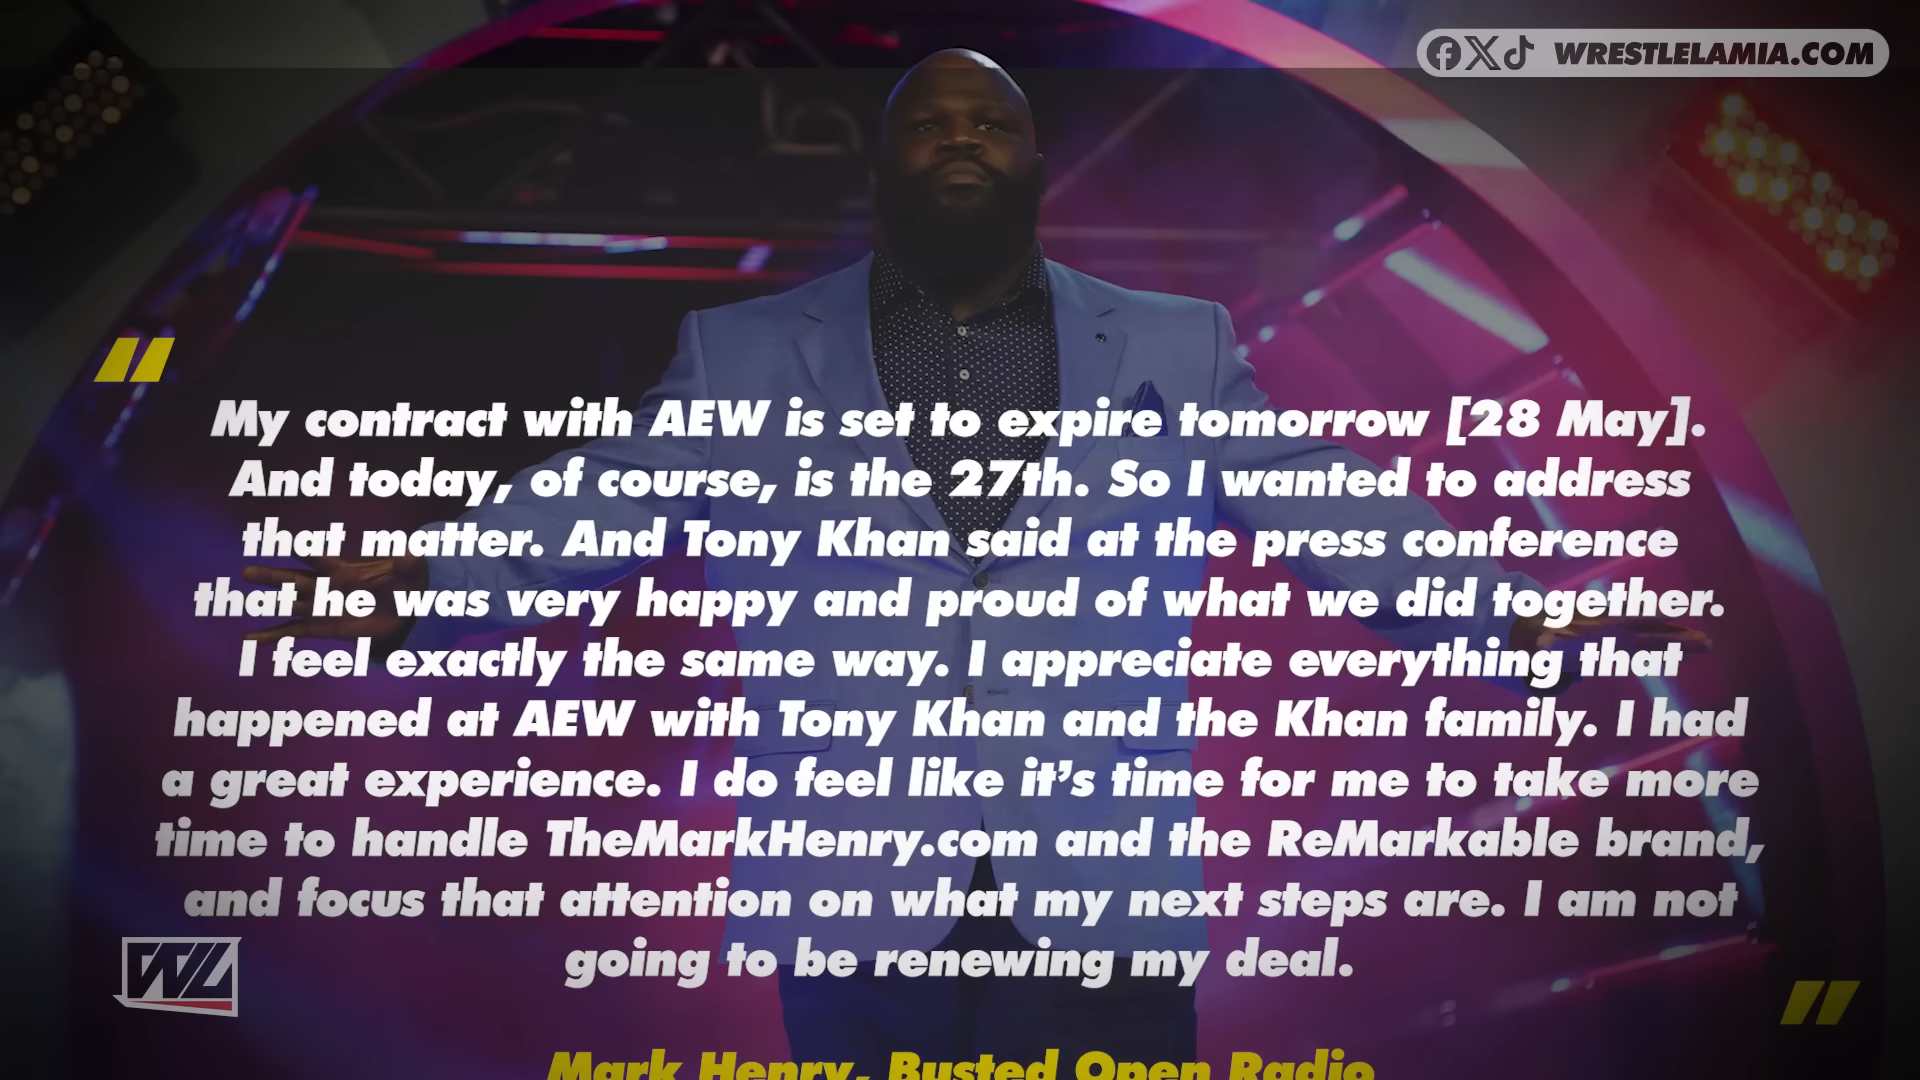 WRESTLELAMIA.COM
"
My contract with AEW is set to expire tomorrow [28 May].
And today, of course, is the 27th. So I wanted to address
that matter. And Tony Khan said at the press conference
that he was very happy and proud of what we did together.
I feel exactly the same way. I appreciate everything that
happened at AEW with Tony Khan and the Khan family. I had
a great experience. I do feel like it’s time for me to take more
time to handle TheMarkHenry.com and the ReMarkable brand,
and focus that attention on what my next steps are. I am not
going to be renewing my deal.
WL
"
Mark Henry, Busted Open Radio